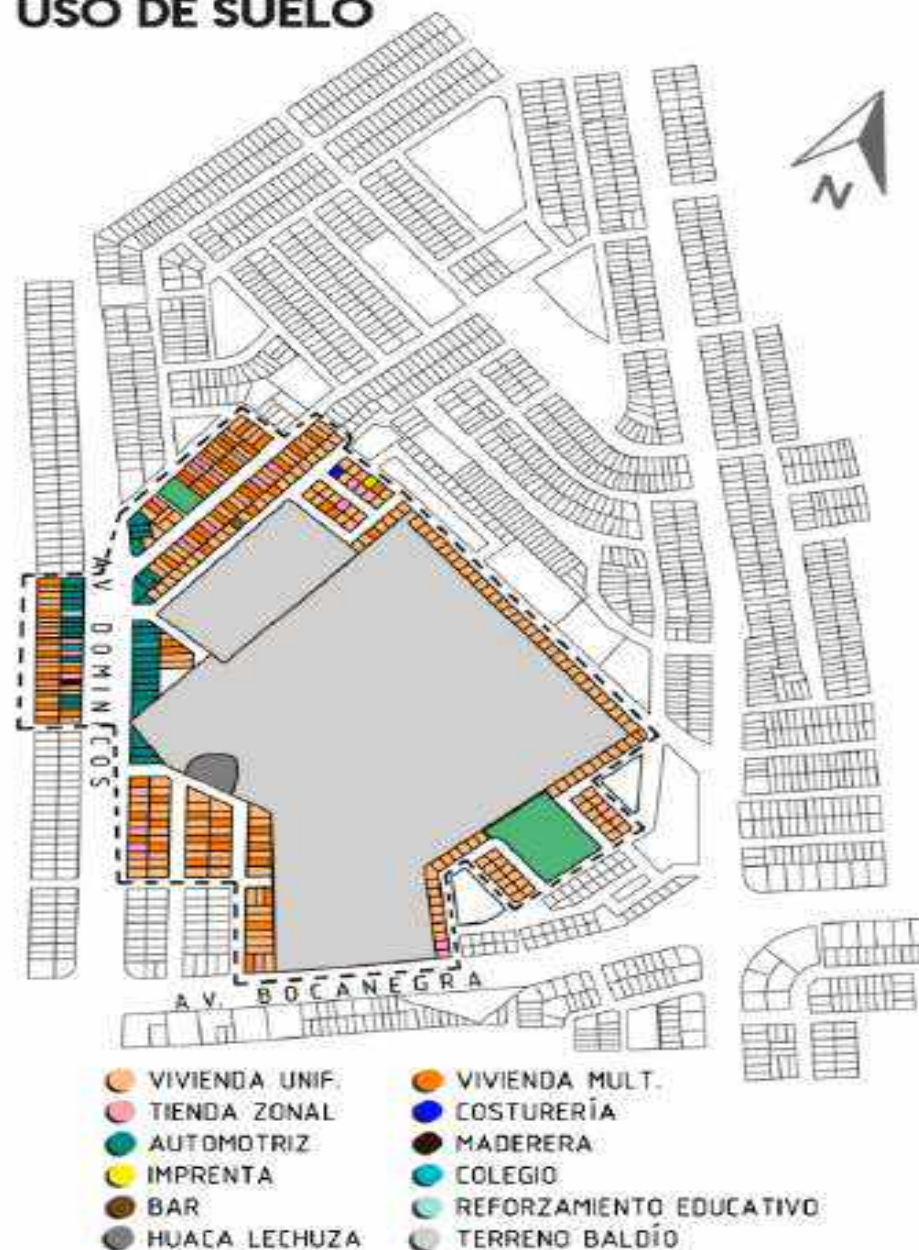 USO DE SUELO
N
AV DOMINICOS
AV. BOCANEGRA
VIVIENDA UNIF.
VIVIENDA MULT.
TIENDA ZONAL
COSTURERÍA
AUTOMOTRIZ
MADERERA
IMPRENTA
COLEGIO
BAR
REFORZAMIENTO EDUCATIVO
HUACA LECHUZA
TERRENO BALDÍO